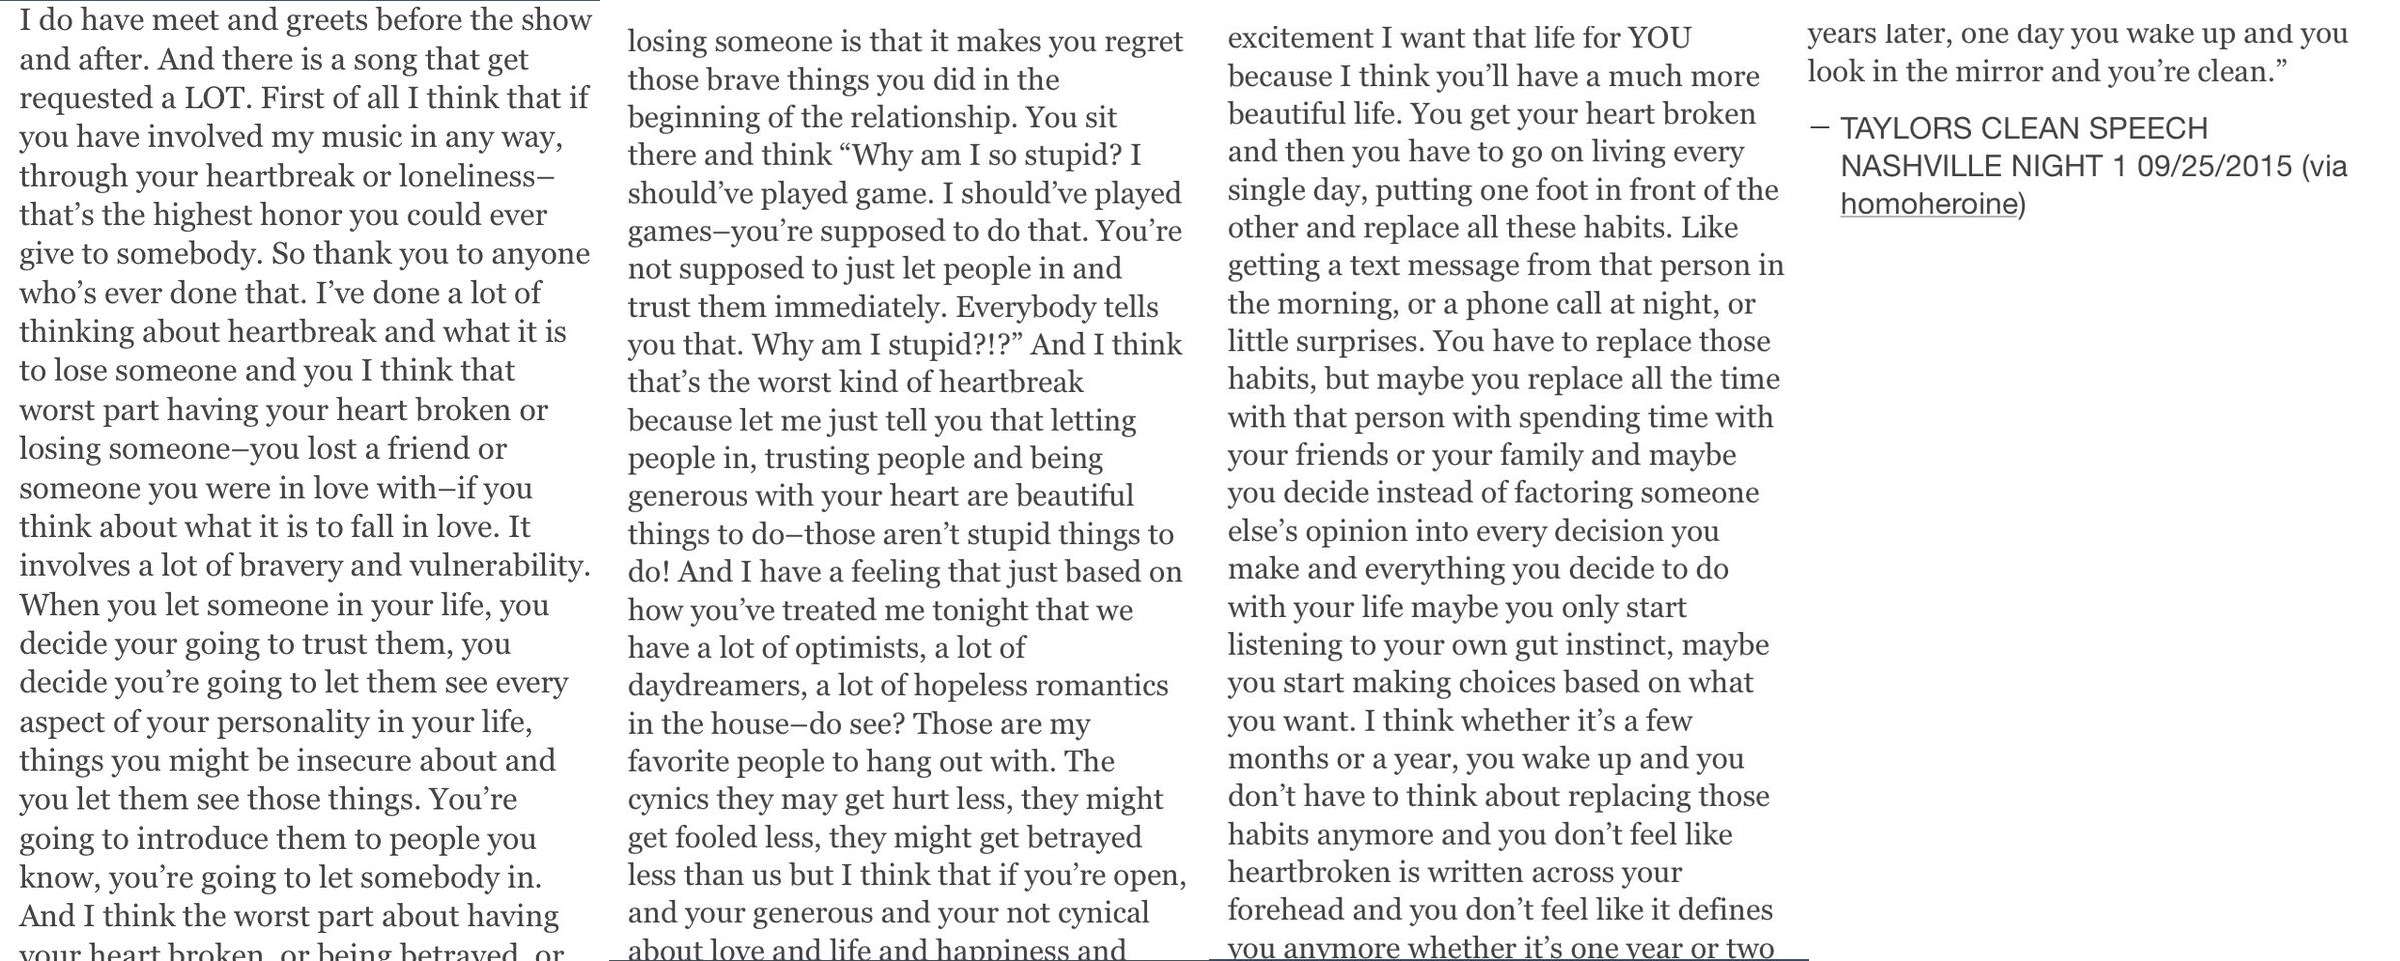 I do have meet and greets before the show
and after. And there is a song that get
requested a LOT. First of all I think that if
you have involved my music in any way,
through your heartbreak or loneliness–
that’s the highest honor you could ever
give to somebody. So thank you to anyone
who’s ever done that. I’ve done a lot of
thinking about heartbreak and what it is
to lose someone and you I think that
worst part having your heart broken or
losing someone–you lost a friend or
someone you were in love with–if you
think about what it is to fall in love. It
involves a lot of bravery and vulnerability.
When you let someone in your life, you
decide your going to trust them, you
decide you’re going to let them see every
aspect of your personality in your life,
things you might be insecure about and
you let them see those things. You’re
going to introduce them to people you
know, you’re going to let somebody in.
And I think the worst part about having
your heart broken, or being betrayed, or
losing someone is that it makes you regret
those brave things you did in the
beginning of the relationship. You sit
there and think “Why am I so stupid? I
should’ve played game. I should’ve played
games–you’re supposed to do that. You’re
not supposed to just let people in and
trust them immediately. Everybody tells
you that. Why am I stupid?!?” And I think
that’s the worst kind of heartbreak
because let me just tell you that letting
people in, trusting people and being
generous with your heart are beautiful
things to do–those aren’t stupid things to
do! And I have a feeling that just based on
how you’ve treated me tonight that we
have a lot of optimists, a lot of
daydreamers, a lot of hopeless romantics
in the house–do see? Those are my
favorite people to hang out with. The
cynics they may get hurt less, they might
get fooled less, they might get betrayed
less than us but I think that if you’re open,
and your generous and your not cynical
about love and life and happiness and
excitement I want that life for YOU
because I think you’ll have a much more
beautiful life. You get your heart broken
and then you have to go on living every
single day, putting one foot in front of the
other and replace all these habits. Like
getting a text message from that person in
the morning, or a phone call at night, or
little surprises. You have to replace those
habits, but maybe you replace all the time
with that person with spending time with
your friends or your family and maybe
you decide instead of factoring someone
else’s opinion into every decision you
make and everything you decide to do
with your life maybe you only start
listening to your own gut instinct, maybe
you start making choices based on what
you want. I think whether it’s a few
months or a year, you wake up and you
don’t have to think about replacing those
habits anymore and you don’t feel like
heartbroken is written across your
forehead and you don’t feel like it defines
you anymore whether it’s one year or two
years later, one day you wake up and you
look in the mirror and you’re clean.”
— TAYLORS CLEAN SPEECH
NASHVILLE NIGHT 1 09/25/2015 (via
homoheroine)